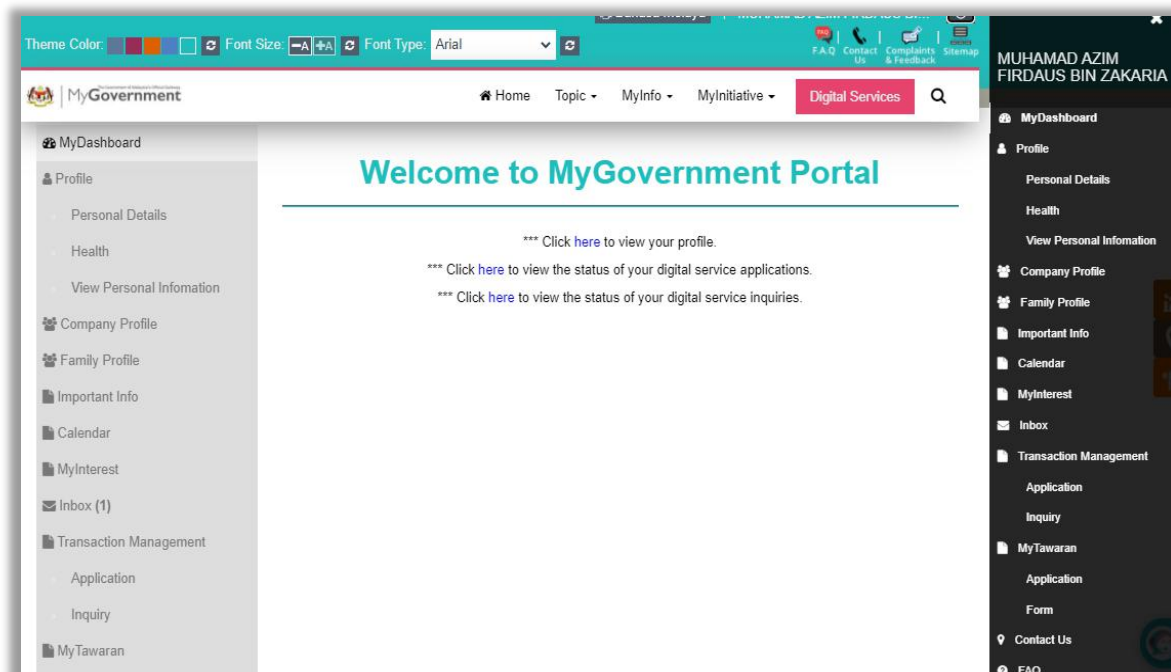 Theme Color:
Font Size: -A +A
Font Type: Arial
F.A.Q
Contact Us
Complaints & Feedback
Sitemap
MyGovernment
Home
Topic
MyInfo
MyInitiative
Digital Services
MyDashboard
Profile
Personal Details
Health
View Personal Infomation
Company Profile
Family Profile
Important Info
Calendar
MyInterest
Inbox (1)
Transaction Management
Application
Inquiry
MyTawaran
Welcome to MyGovernment Portal
*** Click here to view your profile.
*** Click here to view the status of your digital service applications.
*** Click here to view the status of your digital service inquiries.
MUHAMAD AZIM
FIRDAUS BIN ZAKARIA
MyDashboard
Profile
Personal Details
Health
View Personal Infomation
Company Profile
Family Profile
Important Info
Calendar
MyInterest
Inbox
Transaction Management
Application
Inquiry
MyTawaran
Application
Form
Contact Us
FAQ